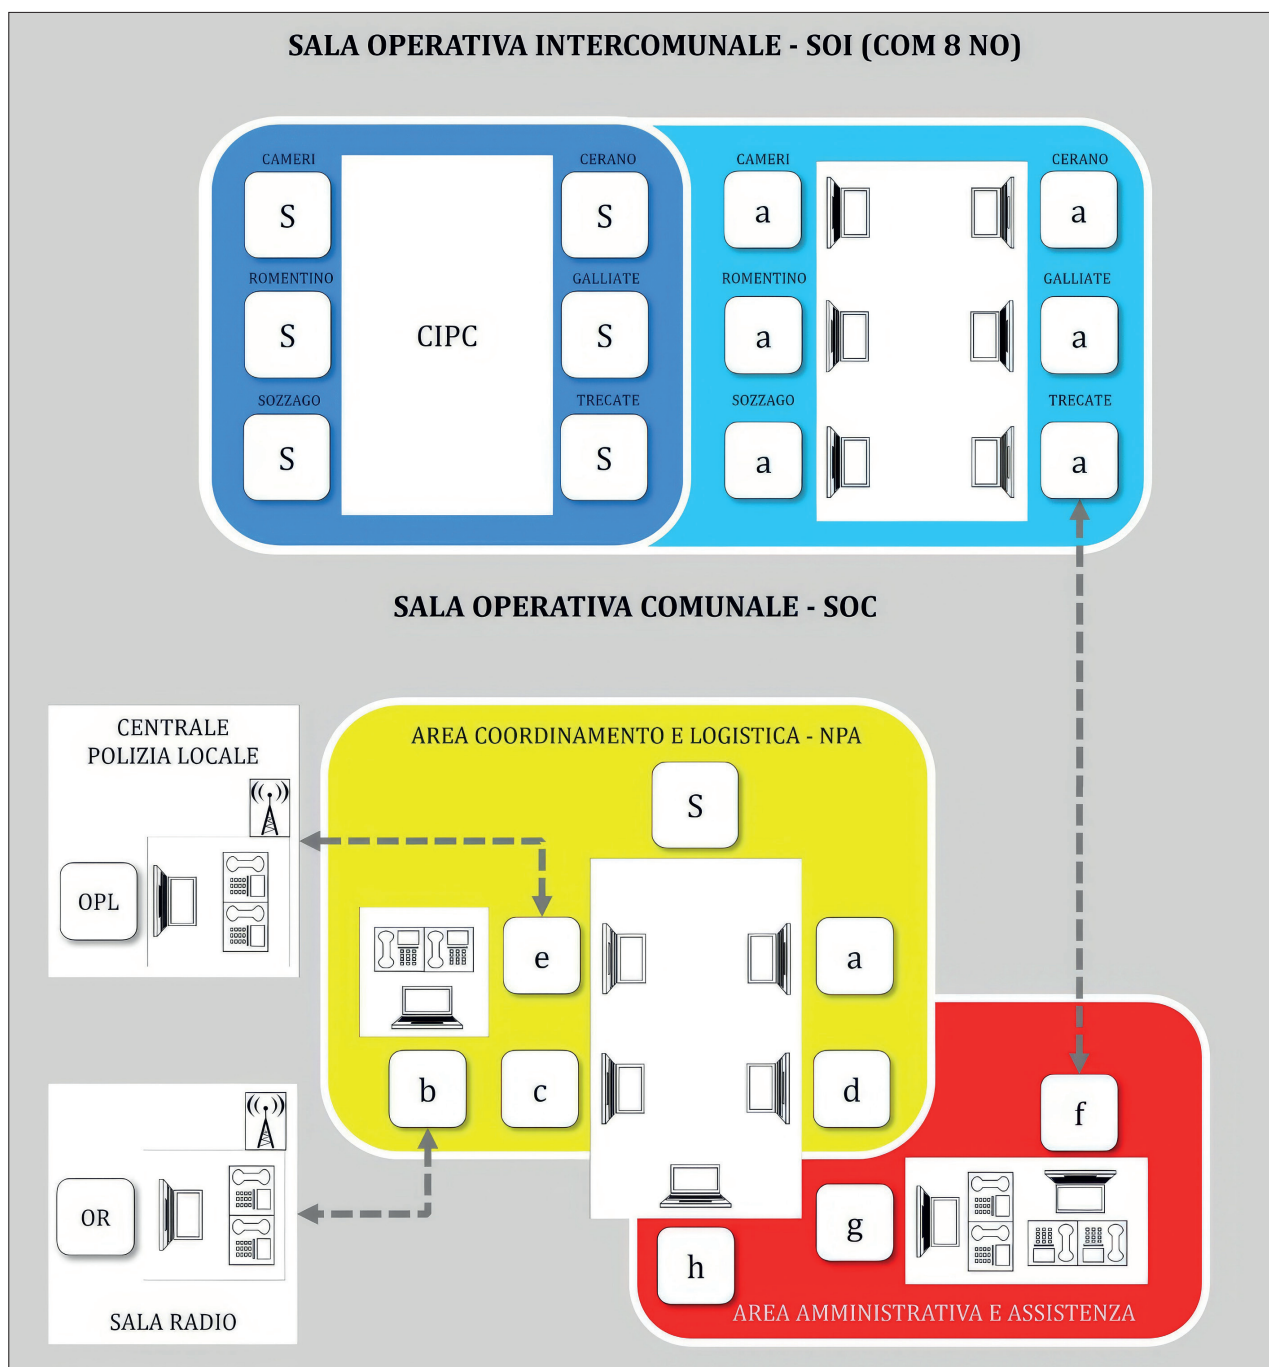 SALA OPERATIVA INTERCOMUNALE - SOI (COM 8 NO)
CAMERI
CERANO
S
S
ROMENTINO
GALLIATE
S
CIPC
S
SOZZAGO
TRECATE
S
S
CAMERI
CERANO
a
a
ROMENTINO
GALLIATE
a
a
SOZZAGO
TRECATE
a
a
SALA OPERATIVA COMUNALE - SOC
CENTRALE
POLIZIA LOCALE
OPL
AREA COORDINAMENTO E LOGISTICA - NPA
S
e
a
b
c
d
OR
SALA RADIO
f
g
h
AREA AMMINISTRATIVA E ASSISTENZA